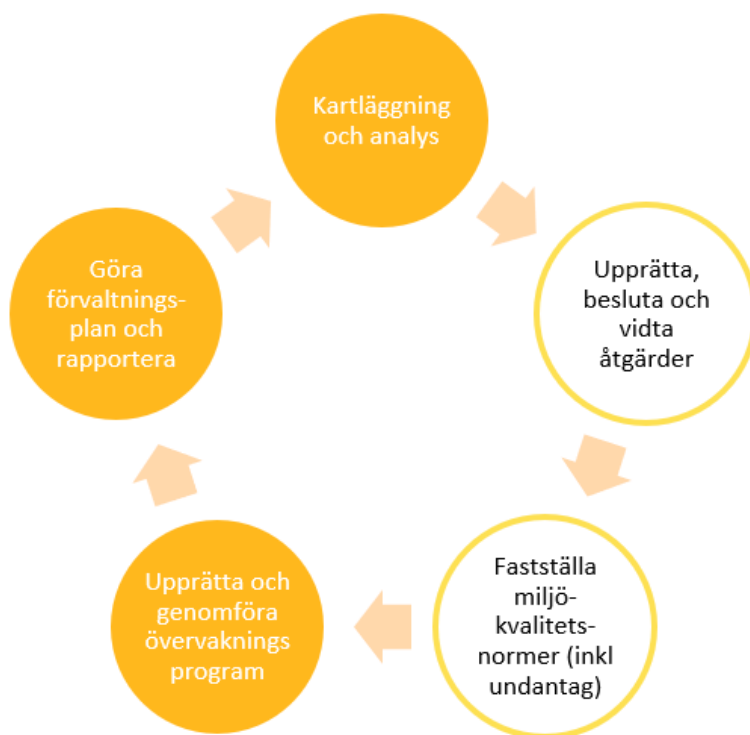 Kartläggning
och analys
Upprätta,
besluta och
vidta
åtgärder
Fastställa
miljö-
kvalitets-
normer (inkl
undantag)
Upprätta och
genomföra
övervaknings
program
Göra
förvaltnings-
plan och
rapportera